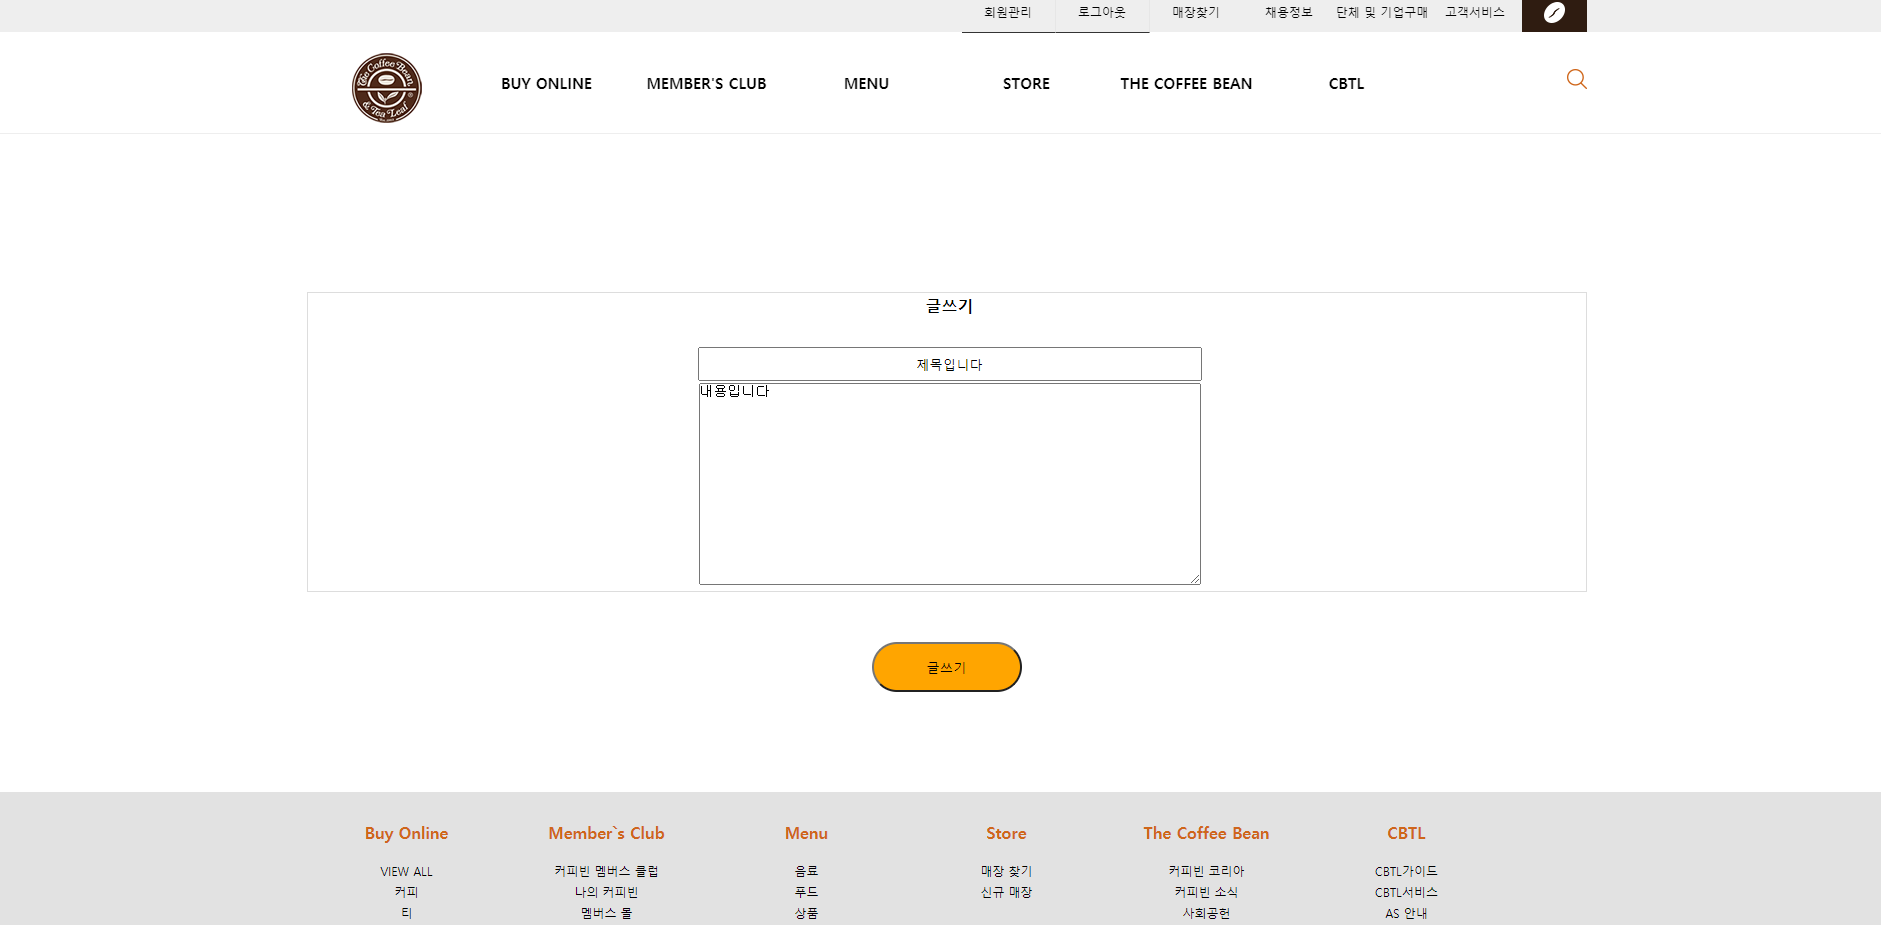 회원관리 로그아웃 매장찾기 채용정보 단체 및 기업구매 고객서비스
The Coffee Bean
& Tea Leaf
BUY ONLINE MEMBER'S CLUB MENU STORE THE COFFEE BEAN CBTL
글쓰기
제목입니다
내용입니다
글쓰기
Buy Online Member`s Club Menu Store The Coffee Bean CBTL
VIEW ALL 커피빈 멤버스 클럽 음료 매장 찾기 커피빈 코리아 CBTL가이드
커피 나의 커피빈 푸드 신규 매장 커피빈 소식 CBTL서비스
티 멤버스 몰 상품 사회공헌 AS 안내